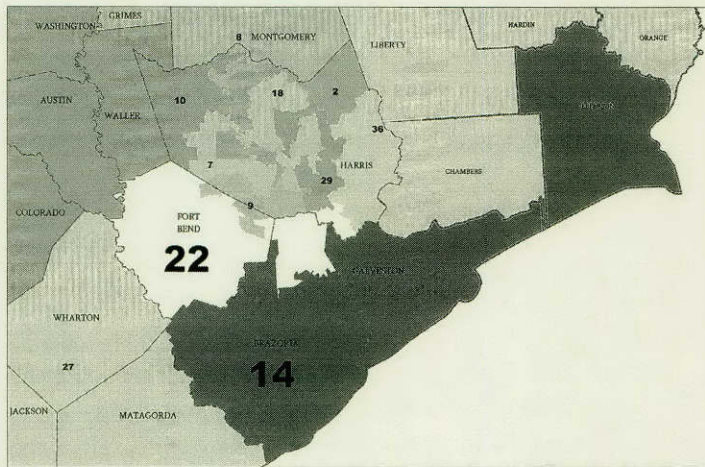 GRIMES
WASHINGTON
8 MONTGOMERY
LIBERTY
HARDIN
ORANGE
AUSTIN
10
18
2
WALLER
36
7
HARRIS
CHAMBERS
29
COLORADO
9
FORT
BEND
22
GALVESTON
WHARTON
BRAZORIA
14
27
JACKSON
MATAGORDA